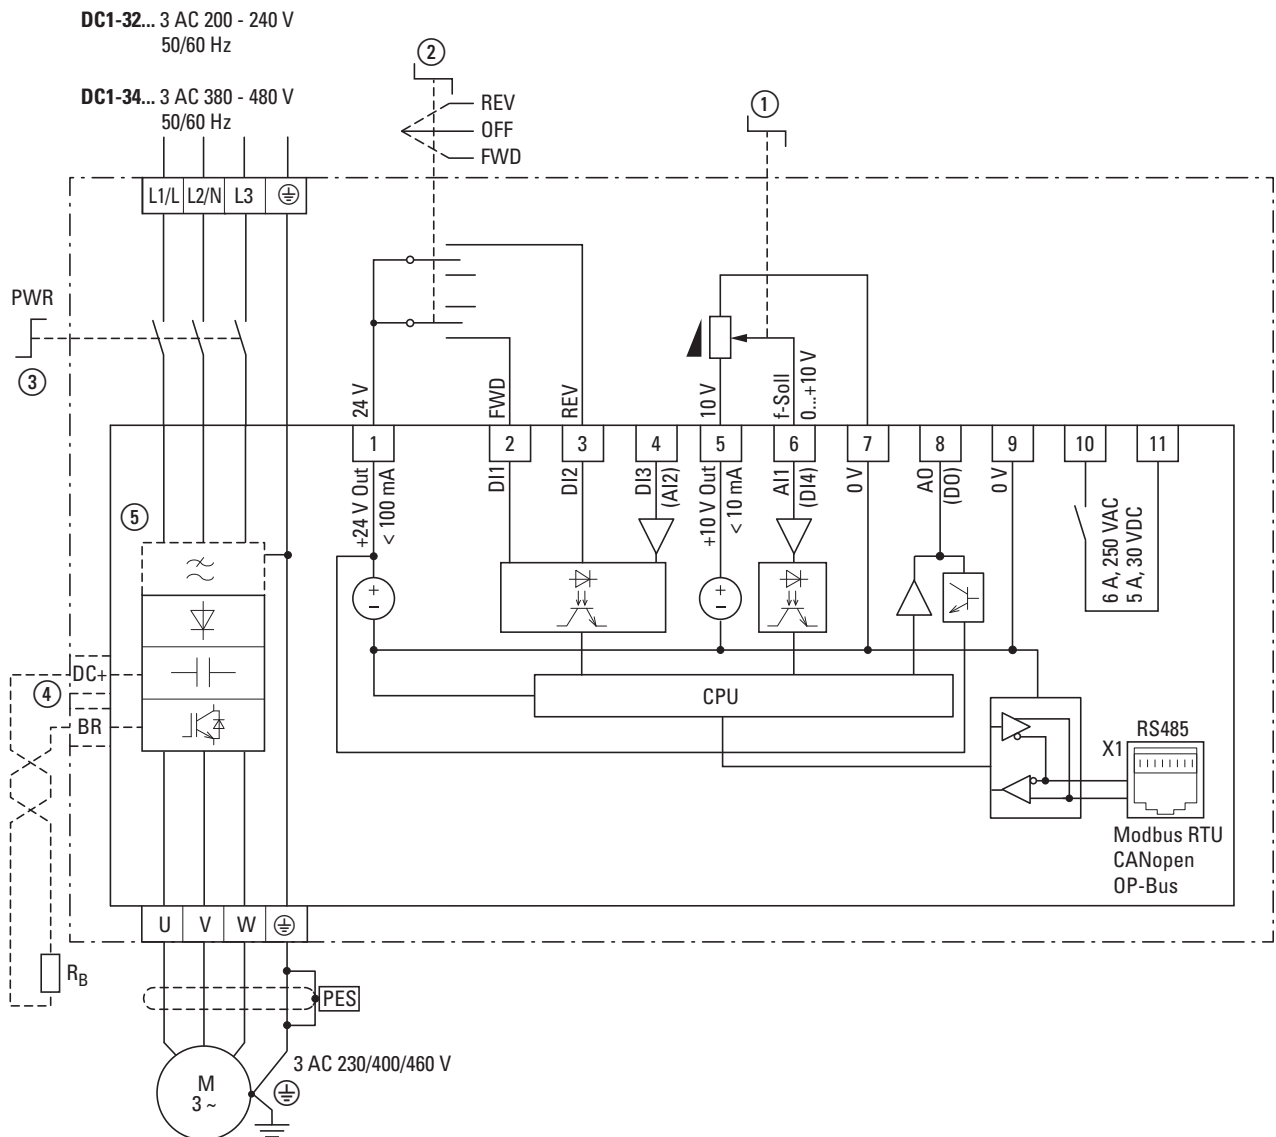 DC1-32... 3 AC 200 - 240 V
50/60 Hz
DC1-34... 3 AC 380 - 480 V
50/60 Hz
2
REV
OFF
FWD
1
L1/L L2/N L3
PWR
3
24 V
FWD
REV
10 V
f-Soll
0...+10 V
1 2 3 4 5 6 7 8 9 10 11
+24 V Out
< 100 mA
DI1
DI2
DI3
(AI2)
+10 V Out
< 10 mA
AI1
(DI4)
0 V
AO
(DO)
0 V
6 A, 250 VAC
5 A, 30 VDC
5
+
-
+
-
DC+
4
BR
CPU
RS485
X1
Modbus RTU
CANopen
OP-Bus
U V W
RB
PES
3 AC 230/400/460 V
M
3 ~